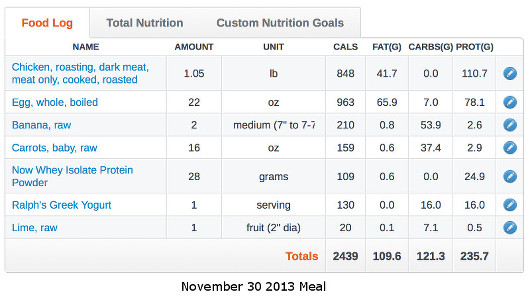 Food Log Total Nutrition Custom Nutrition Goals
NAME AMOUNT UNIT CALS FAT(G) CARBS(G) PROT(G)
Chicken, roasting, dark meat,
meat only, cooked, roasted 1.05 lb 848 41.7 0.0 110.7
Egg, whole, boiled 22 oz 963 65.9 7.0 78.1
Banana, raw 2 medium (7" to 7-7 210 0.8 53.9 2.6
Carrots, baby, raw 16 oz 159 0.6 37.4 2.9
Now Whey Isolate Protein
Powder 28 grams 109 0.6 0.0 24.9
Ralph's Greek Yogurt 1 serving 130 0.0 16.0 16.0
Lime, raw 1 fruit (2" dia) 20 0.1 7.1 0.5
Totals 2439 109.6 121.3 235.7
November 30 2013 Meal